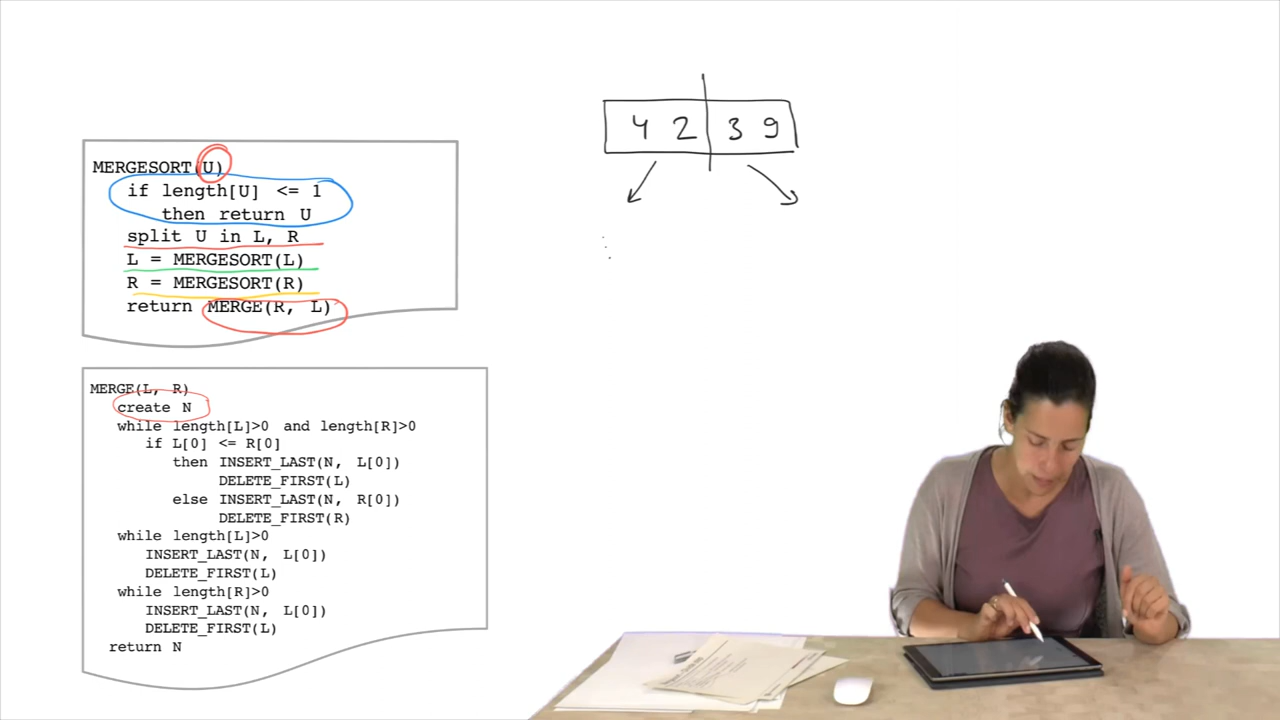 MERGESORT(U)
if length[U] <= 1
then return U
split U in L, R
L = MERGESORT(L)
R = MERGESORT(R)
return MERGE(R, L)
MERGE(L, R)
create N
while length[L]>0 and length[R]>0
if L[0] <= R[0]
then INSERT_LAST(N, L[0])
DELETE_FIRST(L)
else INSERT_LAST(N, R[0])
DELETE_FIRST(R)
while length[L]>0
INSERT_LAST(N, L[0])
DELETE_FIRST(L)
while length[R]>0
INSERT_LAST(N, L[0])
DELETE_FIRST(L)
return N
4 2 3 9